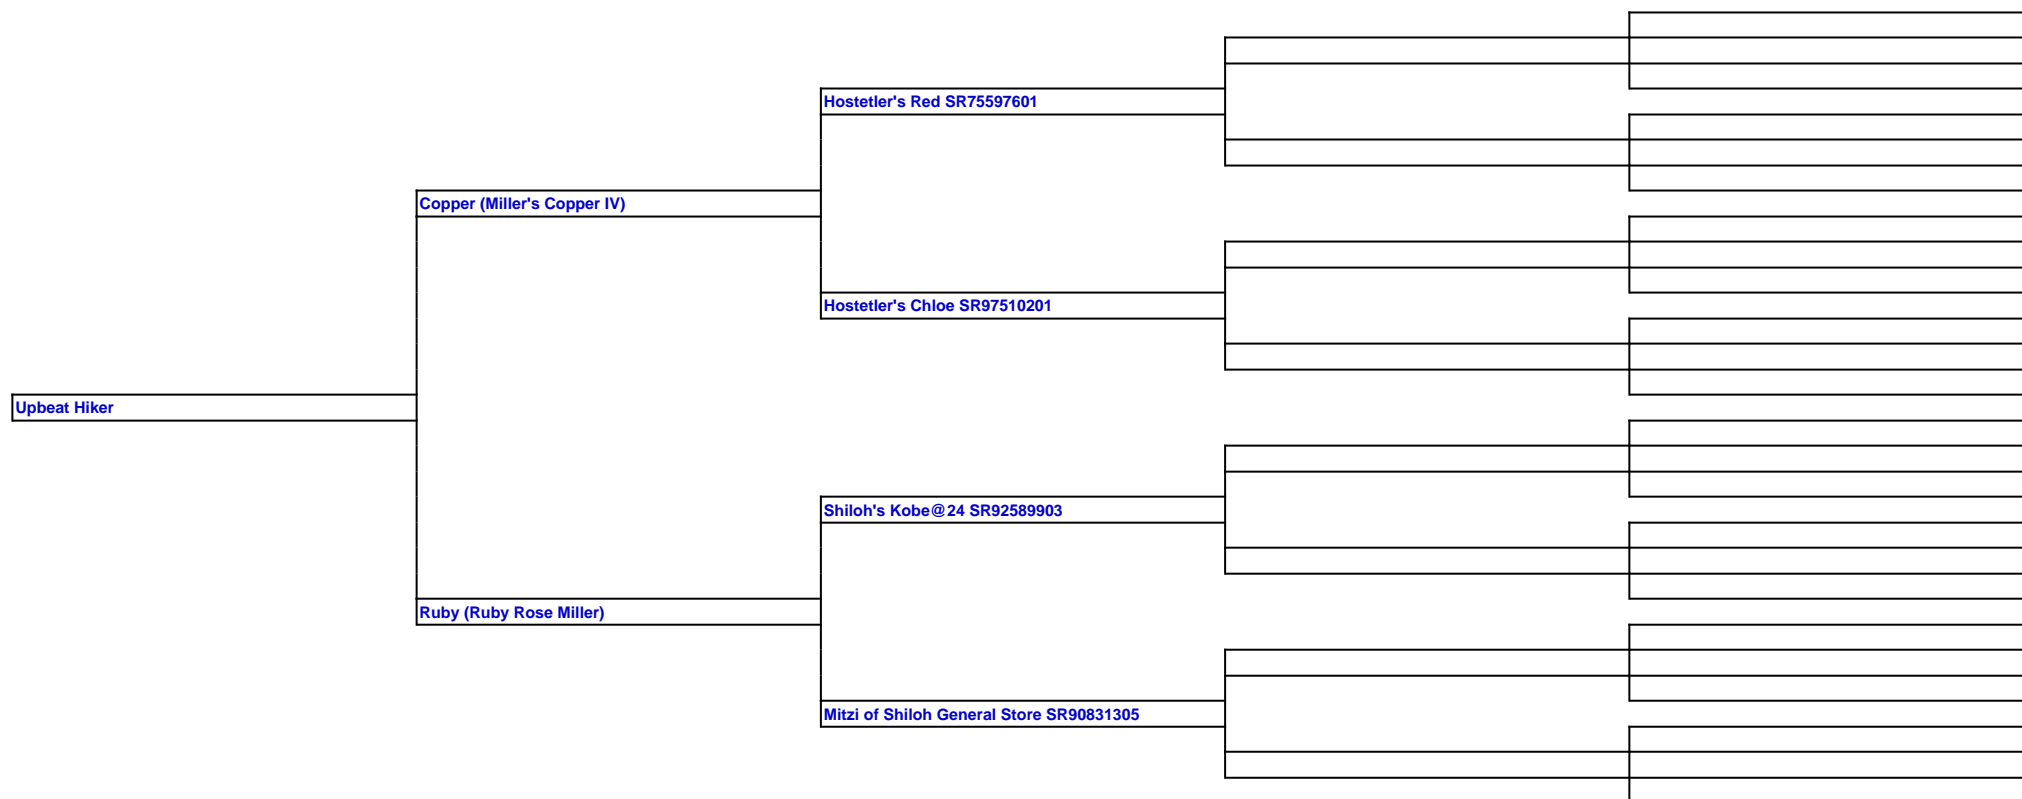 Hostetler's Red SR75597601
Copper (Miller's Copper IV)
Hostetler's Chloe SR97510201
Upbeat Hiker
Shiloh's Kobe@24 SR92589903
Ruby (Ruby Rose Miller)
Mitzi of Shiloh General Store SR90831305